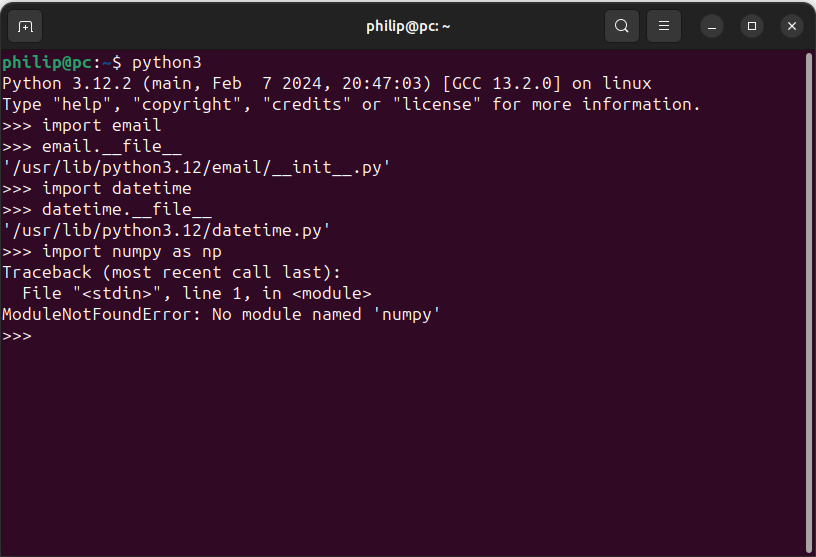 philip@pc: ~
philip@pc:~$ python3
Python 3.12.2 (main, Feb  7 2024, 20:47:03) [GCC 13.2.0] on linux
Type "help", "copyright", "credits" or "license" for more information.
>>> import email
>>> email.__file__
'/usr/lib/python3.12/email/__init__.py'
>>> import datetime
>>> datetime.__file__
'/usr/lib/python3.12/datetime.py'
>>> import numpy as np
Traceback (most recent call last):
  File "<stdin>", line 1, in <module>
ModuleNotFoundError: No module named 'numpy'
>>>